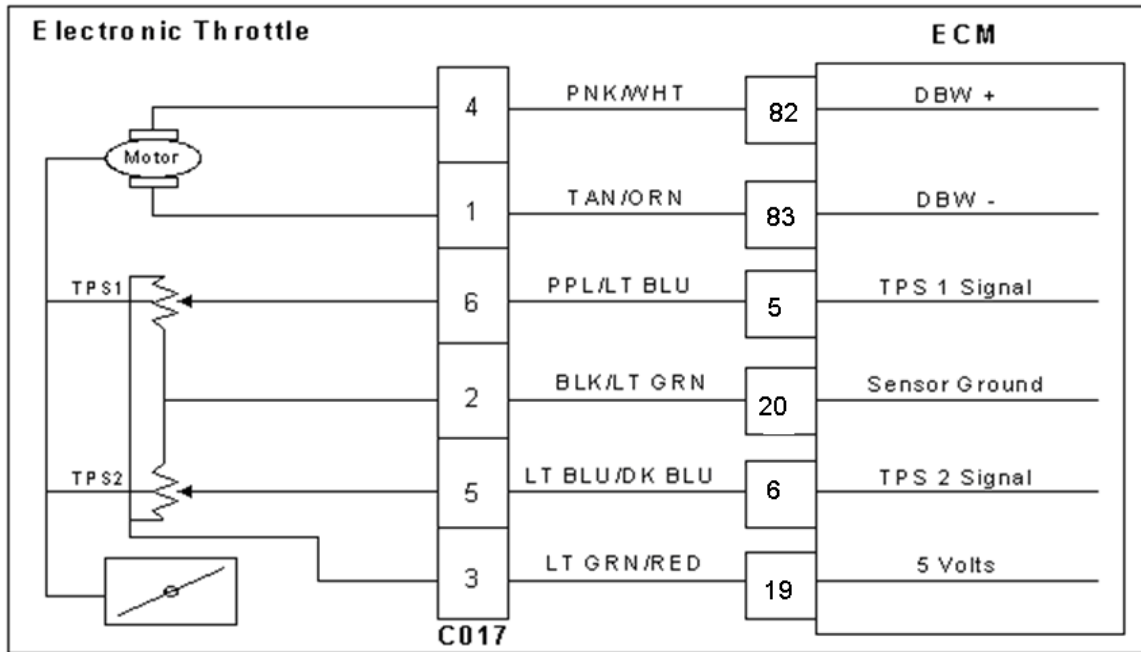 Electronic Throttle
ECM
4
PNK/WHT
82
DBW +
Motor
1
TAN/ORN
83
DBW -
TPS1
6
PPL/LT BLU
5
TPS 1 Signal
2
BLK/LT GRN
20
Sensor Ground
TPS2
5
LT BLU/DK BLU
6
TPS 2 Signal
3
LT GRN/RED
19
5 Volts
C017